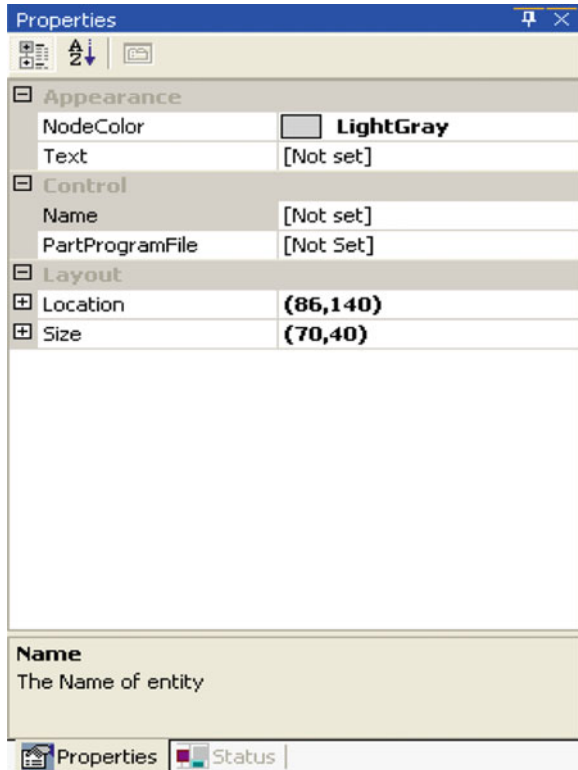 Properties
Appearance
NodeColor LightGray
Text [Not set]
Control
Name [Not set]
PartProgramFile [Not Set]
Layout
Location (86,140)
Size (70,40)
Name
The Name of entity
Properties Status